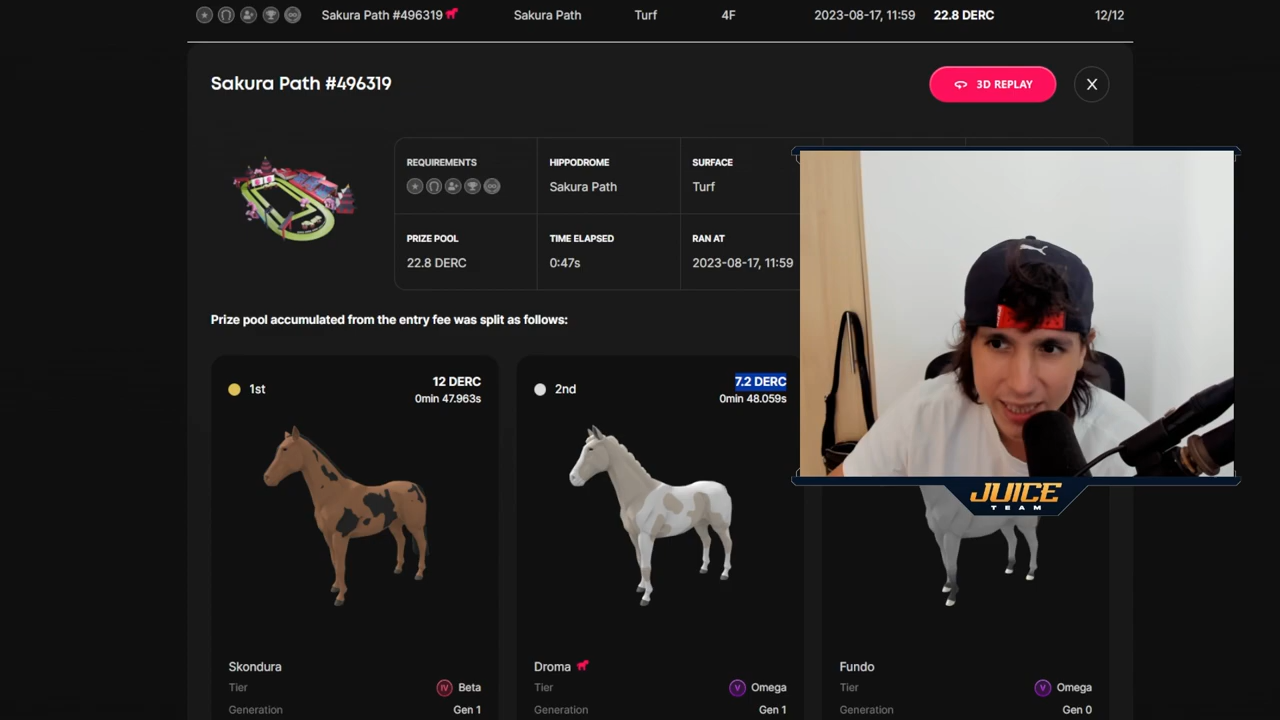 Sakura Path #496319 Sakura Path Turf 4F 2023-08-17, 11:59 22.8 DERC 12/12
Sakura Path #496319
3D REPLAY X
REQUIREMENTS HIPPODROME SURFACE
Sakura Path Turf
PRIZE POOL TIME ELAPSED RAN AT
22.8 DERC 0:47s 2023-08-17, 11:59
Prize pool accumulated from the entry fee was split as follows:
1st 12 DERC
0min 47.963s
2nd 7.2 DERC
0min 48.059s
JUICE
TEAM
Skondura
Tier IV Beta
Generation Gen 1
Droma
Tier V Omega
Generation Gen 1
Fundo
Tier V Omega
Generation Gen 0